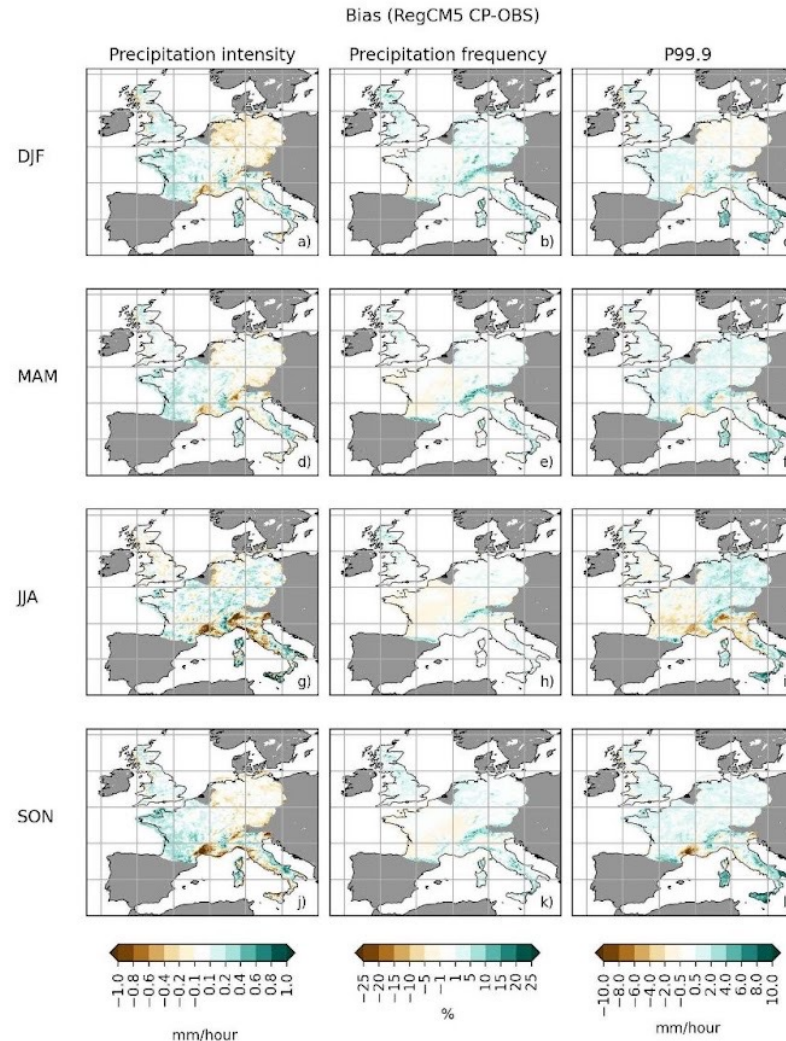 Bias (RegCM5 CP-OBS)
Precipitation intensity Precipitation frequency P99.9
DJF
a) b)
MAM
d) e)
JJA
g) h) i
SON
j) k)
−1.0 −0.8 −0.6 −0.4 −0.2 −0.1 0.1 0.2 0.4 0.6 0.8 1.0
−25 −20 −15 −10 −5 −1 1 5 10 15 20 25
−10.0 −8.0 −6.0 −4.0 −2.0 −0.5 0.5 2.0 4.0 6.0 8.0 10.0
mm/hour % mm/hour